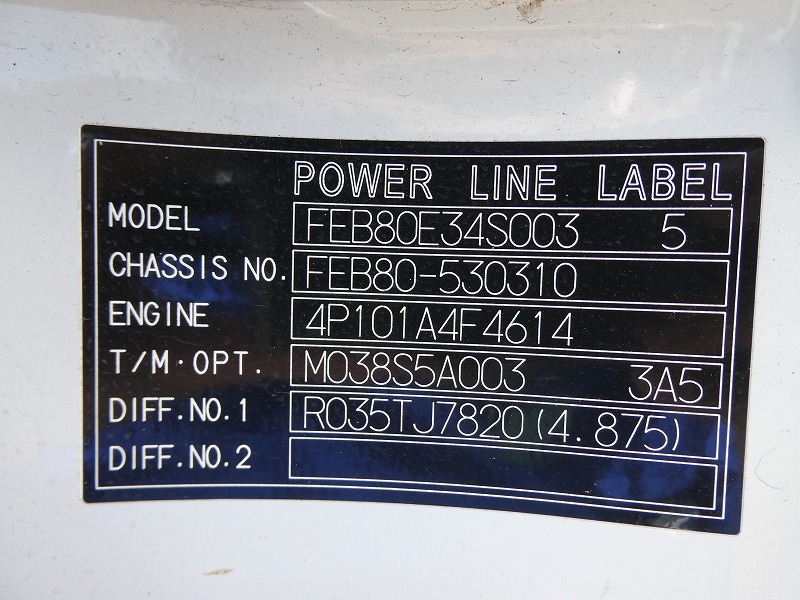 POWER LINE LABEL
MODEL FEB80E34S003 5
CHASSIS NO. FEB80-530310
ENGINE 4P101A4F4614
T/M·OPT. M038S5A003 3A5
DIFF.NO.1 R035TJ7820(4.875)
DIFF.NO.2